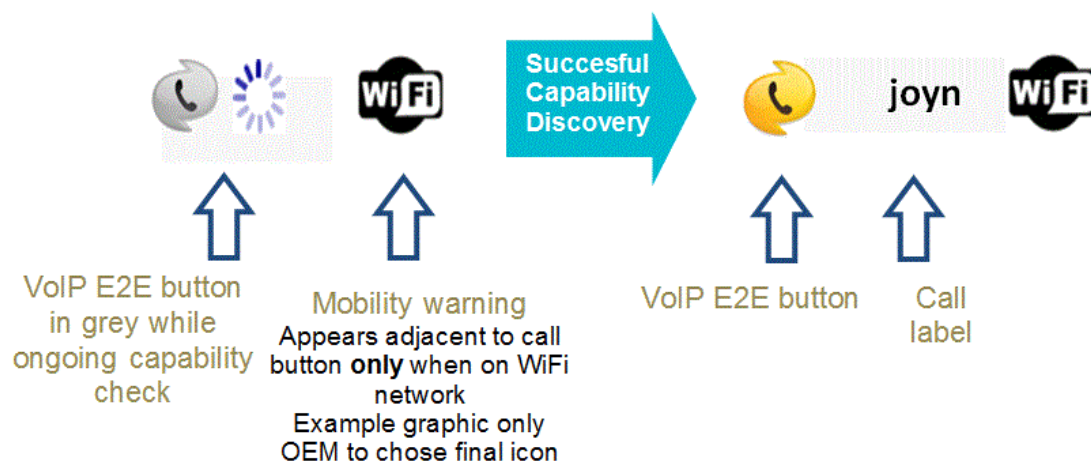 WiFi
Succesful
Capability
Discovery
joyn
WiFi
VoIP E2E button
in grey while
ongoing capability
check
Mobility warning
Appears adjacent to call
button only when on WiFi
network
Example graphic only
OEM to chose final icon
VoIP E2E button
Call
label